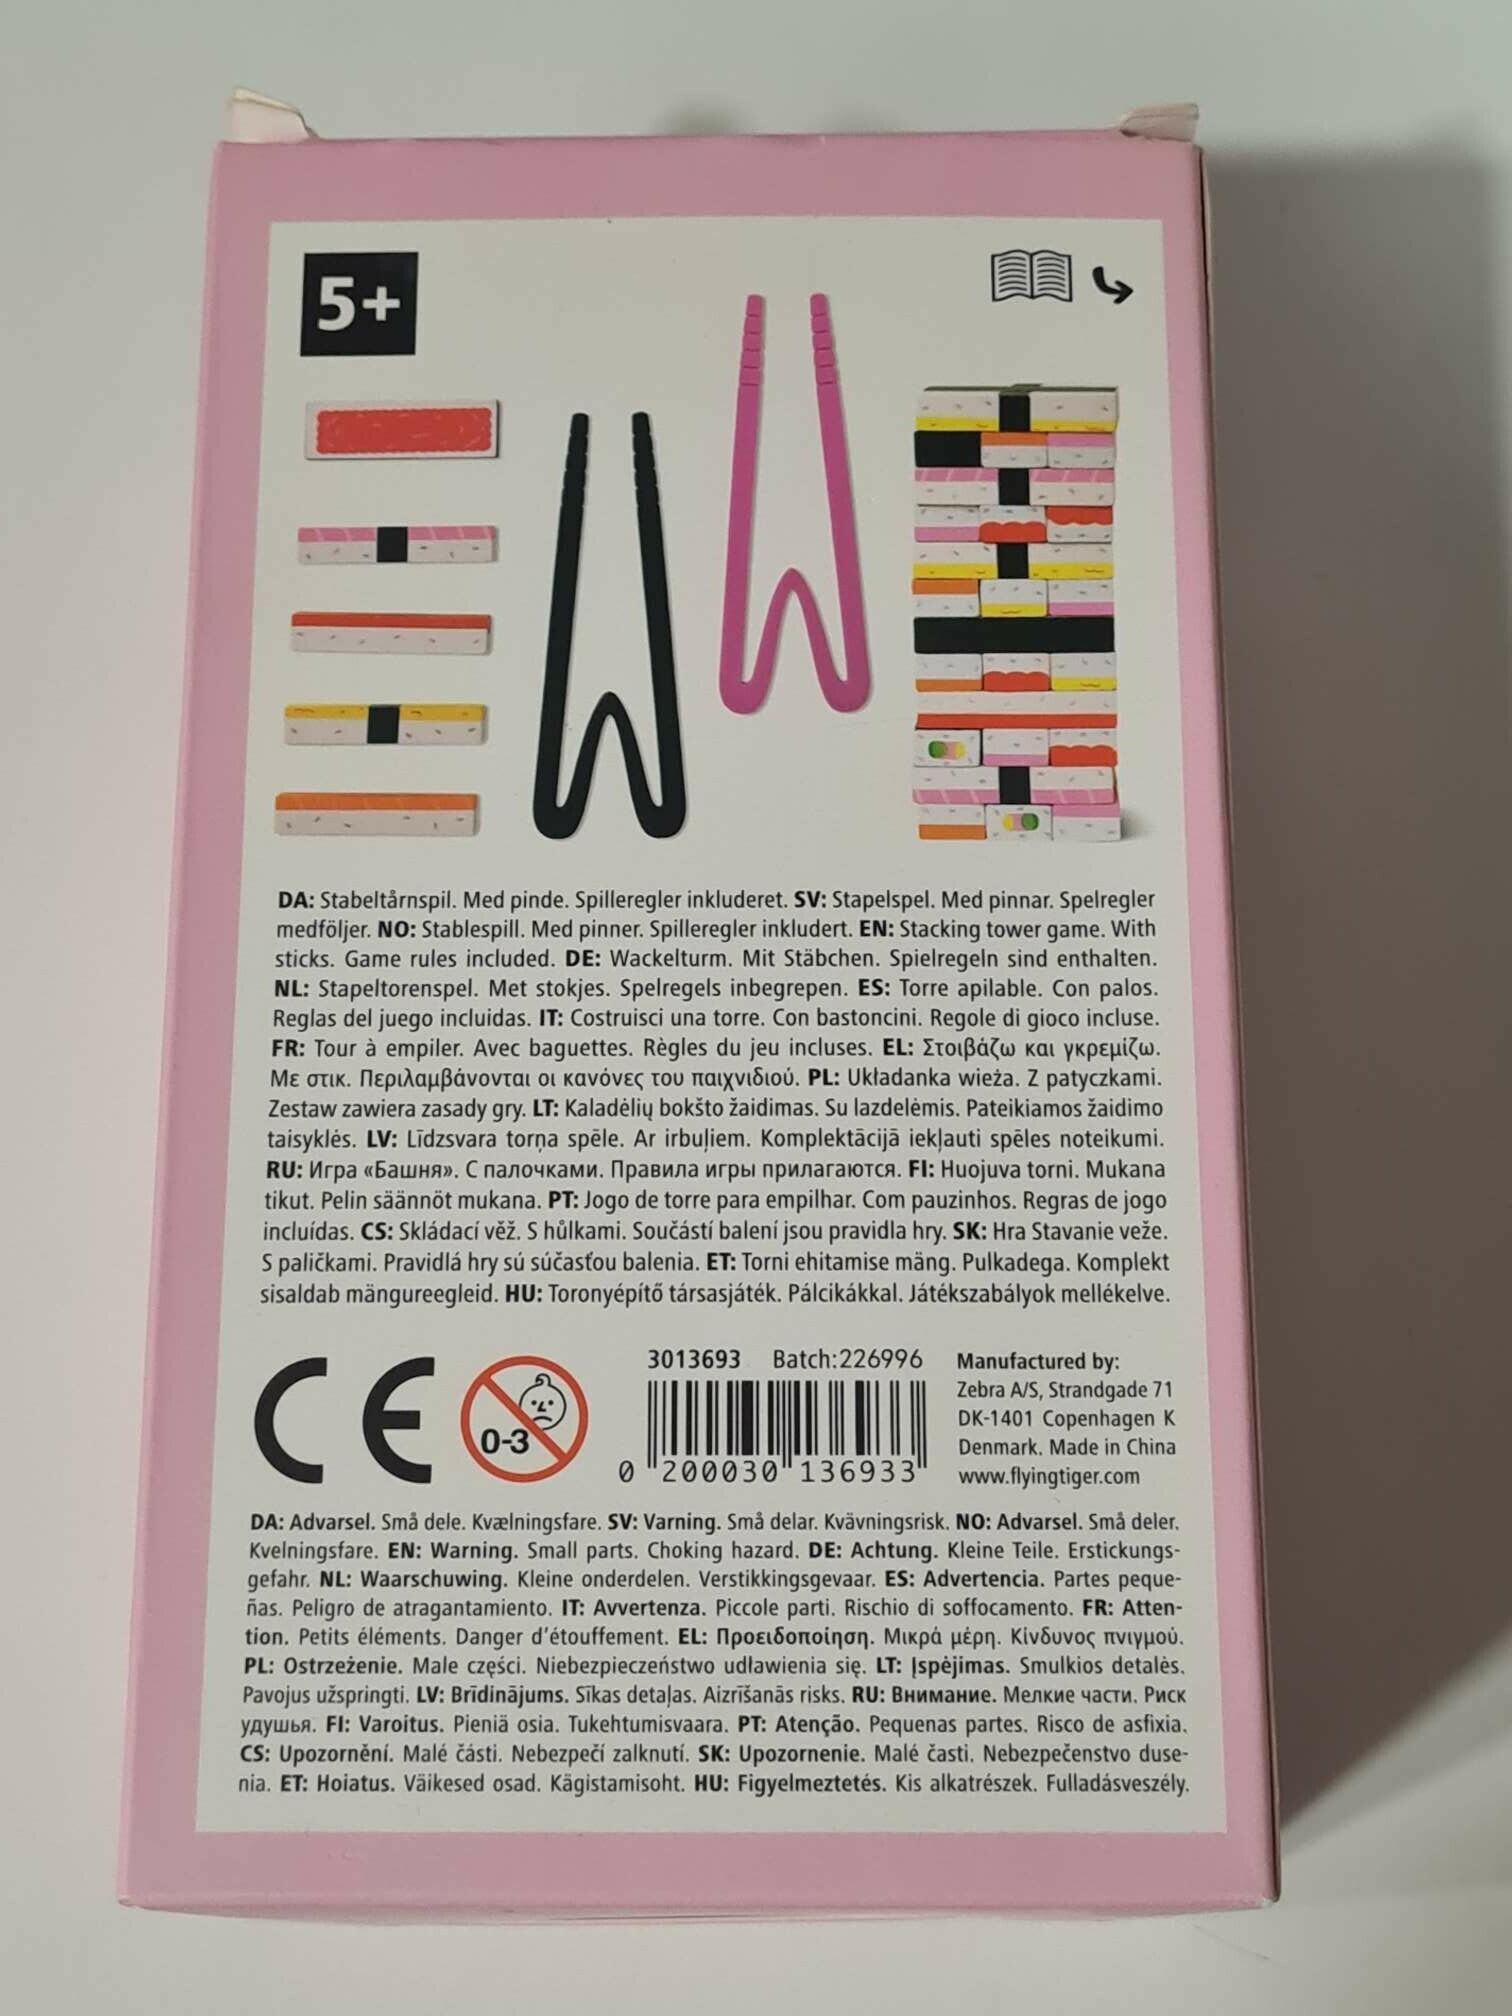 5+
DA: Stabeltårnspil. Med pinde. Spilleregler inkluderet. SV: Stapelspel. Med pinnar. Spelregler
medföljer. NO: Stablespill. Med pinner. Spilleregler inkludert. EN: Stacking tower game. With
sticks. Game rules included. DE: Wackelturm. Mit Stäbchen. Spielregeln sind enthalten.
NL: Stapeltorenspel. Met stokjes. Spelregels inbegrepen. ES: Torre apilable. Con palos.
Reglas del juego incluidas. IT: Costruisci una torre. Con bastoncini. Regole di gioco incluse.
FR: Tour à empiler. Avec baguettes. Règles du jeu incluses. EL: Στοιβάζω και γκρεμίζω.
Με στικ. Περιλαμβάνονται οι κανόνες του παιχνιδιού. PL: Układanka wieża. Z patyczkami.
Zestaw zawiera zasady gry. LT: Kaladėlių bokšto žaidimas. Su lazdelėmis. Pateikiamos žaidimo
taisyklės. LV: Līdzsvara torņa spēle. Ar irbuļiem. Komplektācijā iekļauti spēles noteikumi.
RU: Игра «Башня». С палочками. Правила игры прилагаются. FI: Huojuva torni. Mukana
tikut. Pelin säännöt mukana. PT: Jogo de torre para empilhar. Com pauzinhos. Regras de jogo
incluídas. CS: Skládací věž. S hůlkami. Součástí balení jsou pravidla hry. SK: Hra Stavanie veže.
S paličkami. Pravidlá hry sú súčasťou balenia. ET: Torni ehitamise mäng. Pulkadega. Komplekt
sisaldab mängureegleid. HU: Toronyépítő társasjáték. Pálcikákkal. Játékszabályok mellékelve.
CE
0-3
3013693 Batch:226996
0 200030 136933
Manufactured by:
Zebra A/S, Strandgade 71
DK-1401 Copenhagen K
Denmark. Made in China
www.flyingtiger.com
DA: Advarsel. Små dele. Kvælningsfare. SV: Varning. Små delar. Kvävningsrisk. NO: Advarsel. Små deler.
Kvelningsfare. EN: Warning. Small parts. Choking hazard. DE: Achtung. Kleine Teile. Erstickungs-
gefahr. NL: Waarschuwing. Kleine onderdelen. Verstikkingsgevaar. ES: Advertencia. Partes peque-
ñas. Peligro de atragantamiento. IT: Avvertenza. Piccole parti. Rischio di soffocamento. FR: Atten-
tion. Petits éléments. Danger d'étouffement. EL: Προειδοποίηση. Μικρά μέρη. Κίνδυνος πνιγμού.
PL: Ostrzeżenie. Małe części. Niebezpieczeństwo udławienia się. LT: Įspėjimas. Smulkios detalės.
Pavojus užspringti. LV: Brīdinājums. Sīkas detaļas. Aizrīšanās risks. RU: Внимание. Мелкие части. Риск
удушья. FI: Varoitus. Pieniä osia. Tukehtumisvaara. PT: Atenção. Pequenas partes. Risco de asfixia.
CS: Upozornění. Malé části. Nebezpečí zalknutí. SK: Upozornenie. Malé časti. Nebezpečenstvo duse-
nia. ET: Hoiatus. Väikesed osad. Kägistamisoht. HU: Figyelmeztetés. Kis alkatrészek. Fulladásveszély.